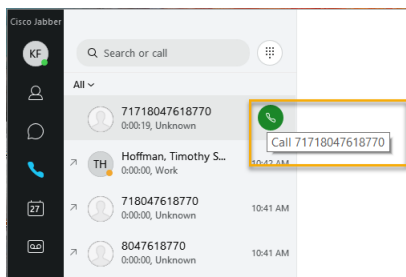 Cisco Jabber
KF
Search or call
All
71718047618770
0:00:19, Unknown
Call 71718047618770
TH
Hoffman, Timothy S...
0:00:00, Work
10:42 AM
718047618770
0:00:00, Unknown
10:41 AM
27
8047618770
0:00:00, Unknown
10:41 AM